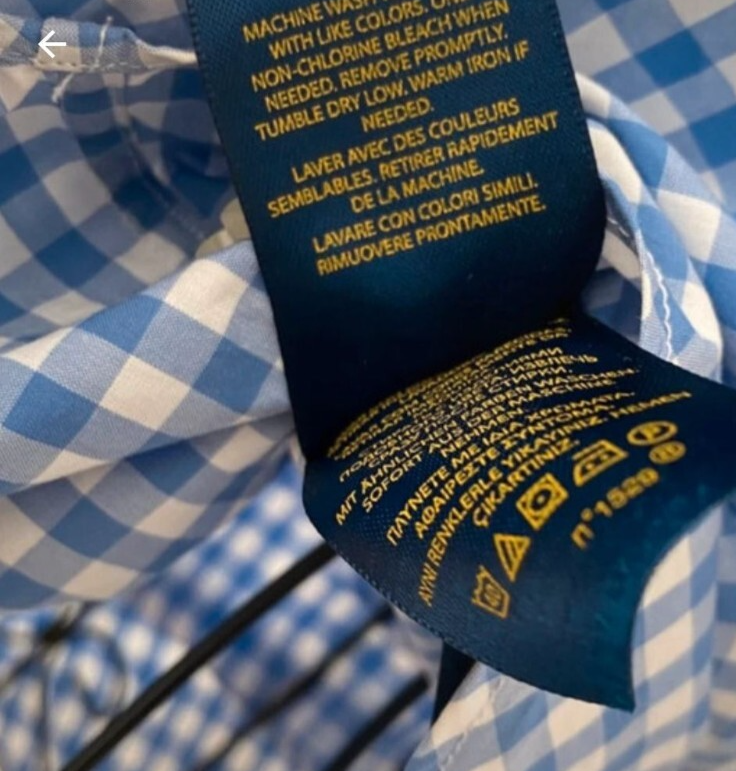 MACHINE WASH
WITH LIKE COLORS.
NON-CHLORINE BLEACH WHEN
NEEDED. REMOVE PROMPTLY.
TUMBLE DRY LOW. WARM IRON IF
NEEDED.
LAVER AVEC DES COULEURS
SEMBLABLES. RETIRER RAPIDEMENT
DE LA MACHINE.
LAVARE CON COLORI SIMILI.
RIMUOVERE PRONTAMENTE.
ИЗВЛЕЧЬ
СТИРКИ.
MIT ÄHNLICHEN FARBEN WASCHEN.
SOFORT AUS DER MASCHINE
NEHMEN.
ΠΛΥΝΕΤΕ ΜΕ ΙΔΙΑ ΧΡΩΜΑΤΑ.
ΑΦΑΙΡΕΣΤΕ ΣΥΝΤΟΜΑ.
AYNI RENKLERLE YIKAYINIZ. HEMEN
ÇIKARTINIZ.
n°1529